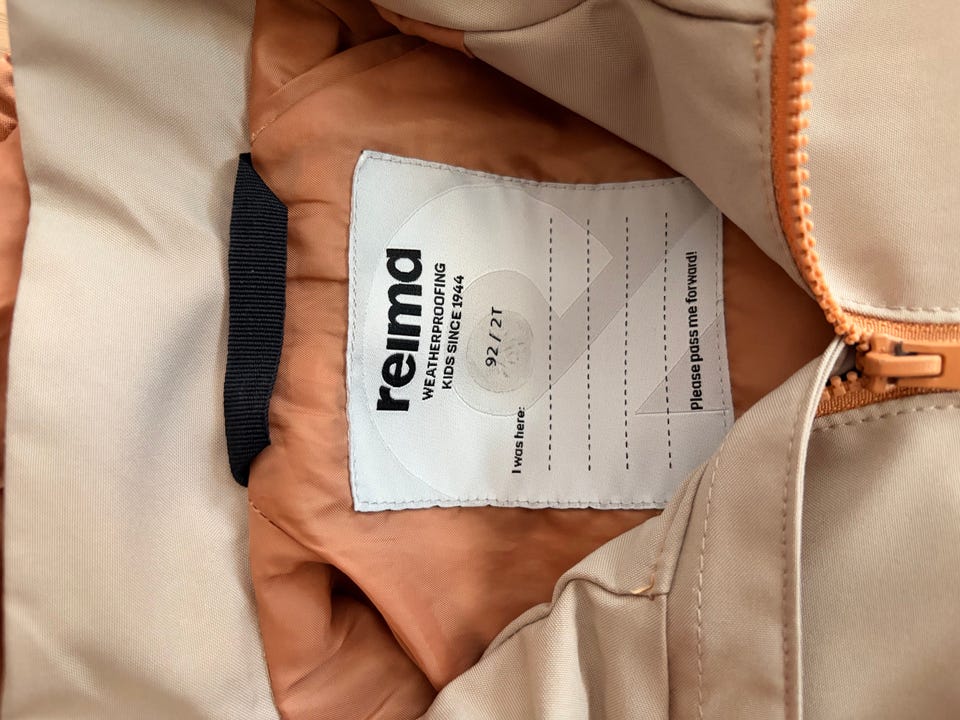 reima
WEATHERPROOFING
KIDS SINCE 1944
92 / 2T
I was here:
Please pass me forward!